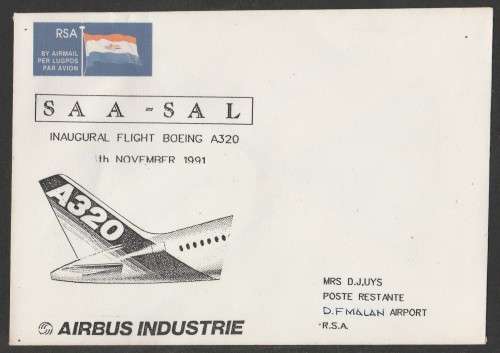 RSA
BY AIRMAIL
PER LUGPOS
PAR AVION
SAA-SAL
INAUGURAL FLIGHT BOEING A320
th NOVEMBER 1991
A320
AIRBUS INDUSTRIE
MRS D.J,UYS
POSTE RESTANTE
D.F MALAN AIRPORT
R.S.A.